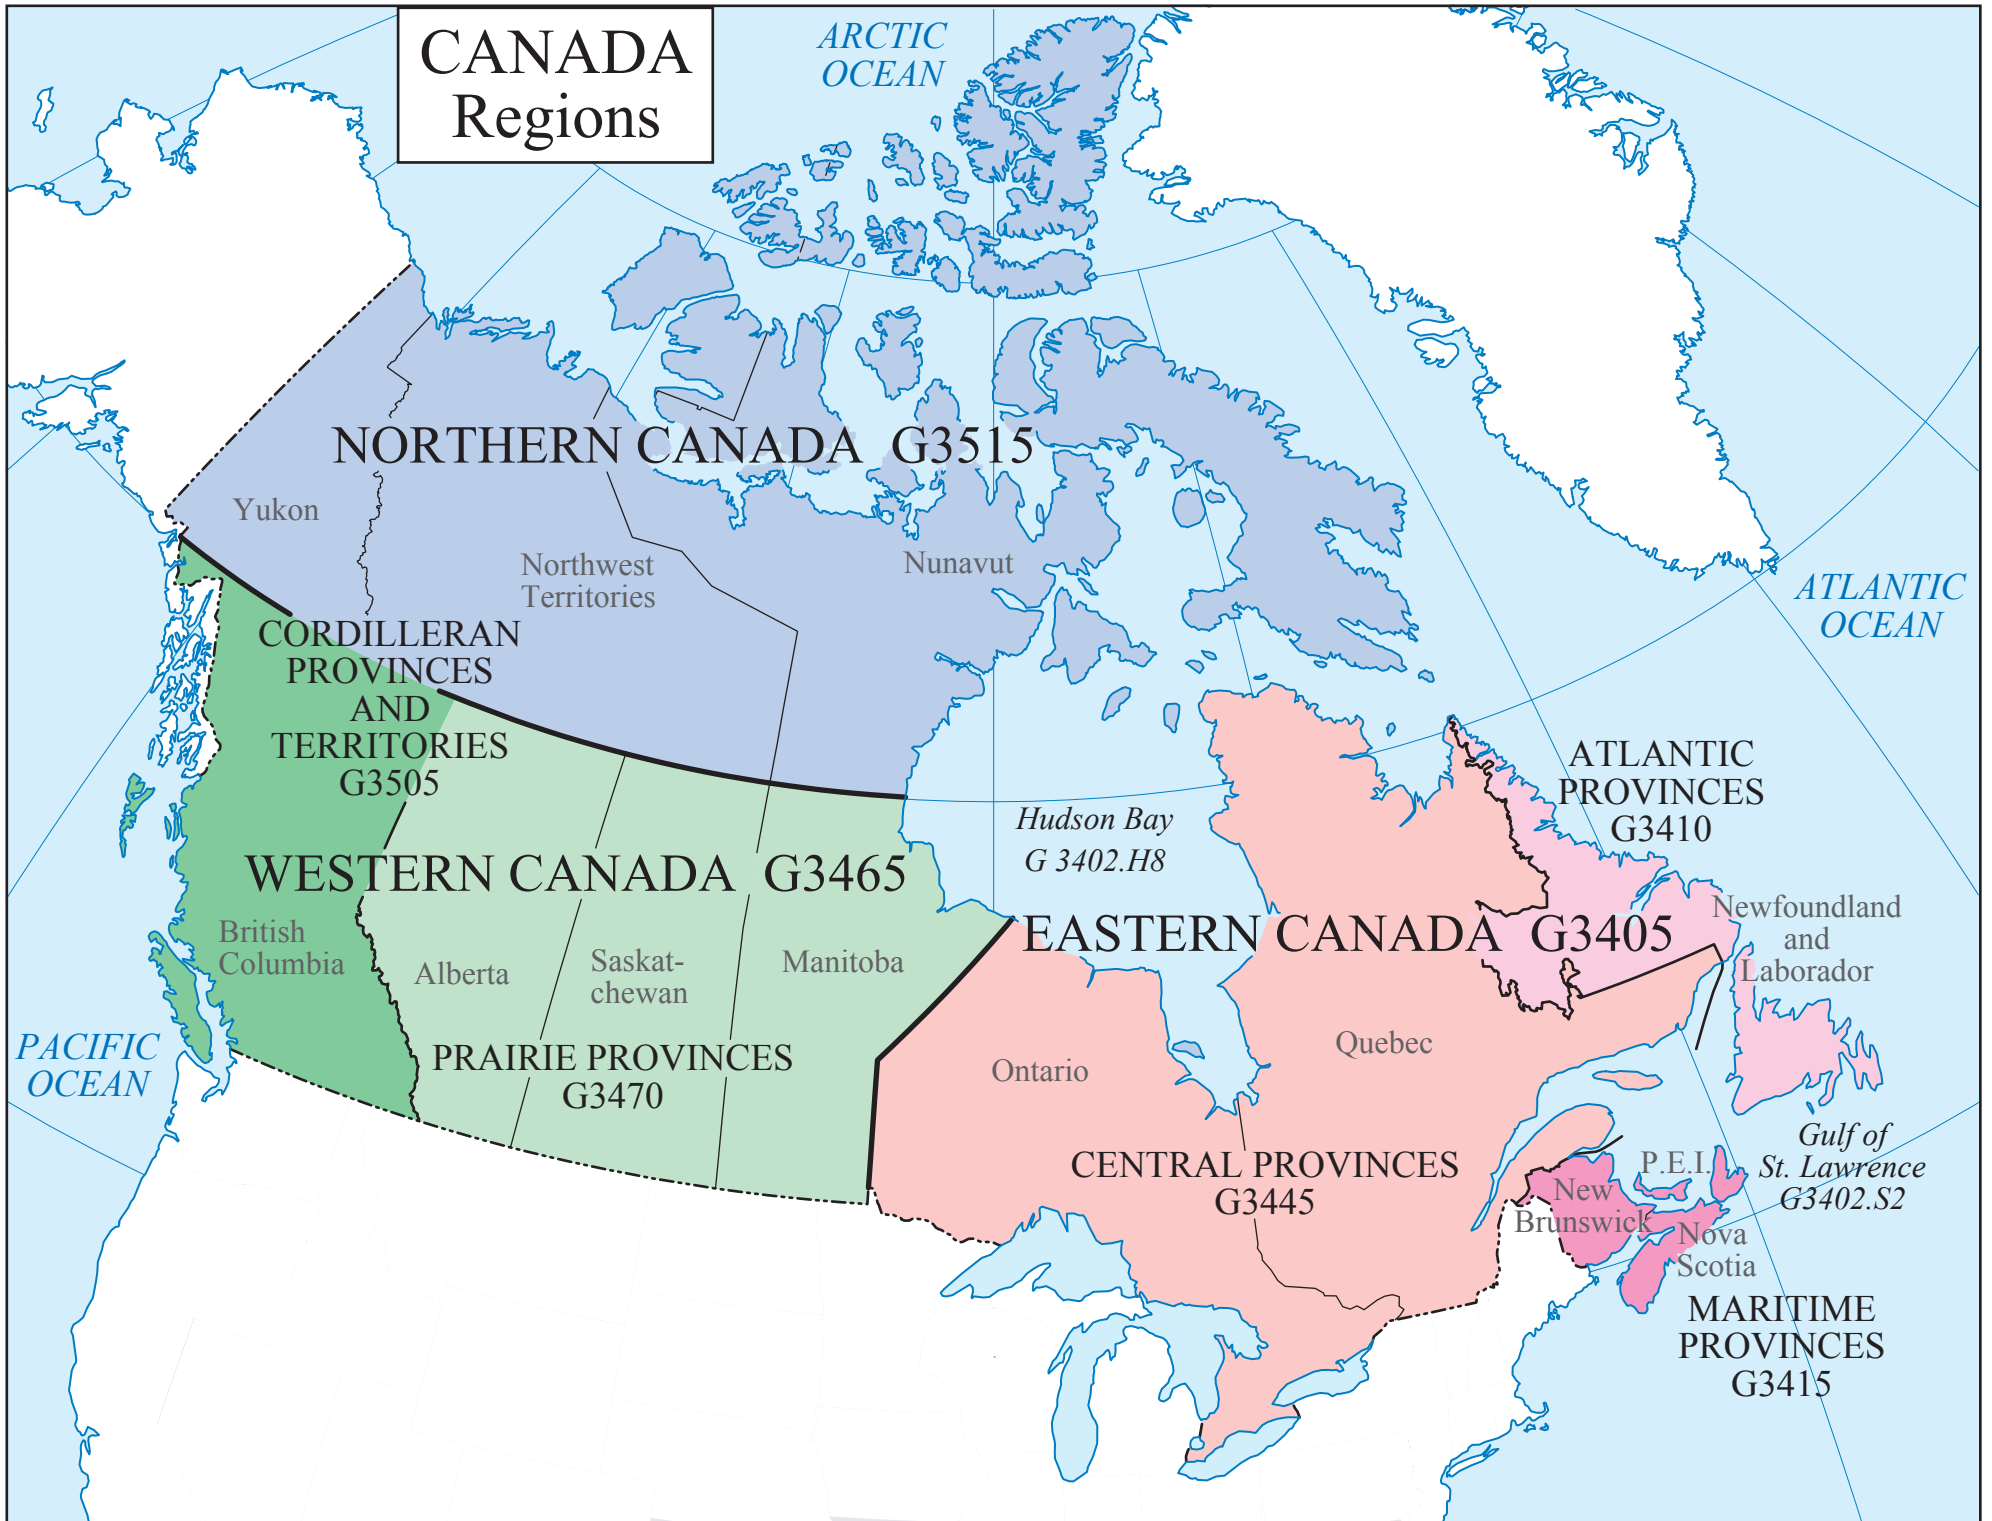 CANADA
Regions
ARCTIC
OCEAN
NORTHERN CANADA G3515
Yukon
Northwest
Territories
Nunavut
ATLANTIC
OCEAN
CORDILLERAN
PROVINCES
AND
TERRITORIES
G3505
ATLANTIC
PROVINCES
G3410
Hudson Bay
G 3402.H8
WESTERN CANADA G3465
EASTERN CANADA G3405
British
Columbia
Alberta
Saskat-
chewan
Manitoba
Newfoundland
and
Laborador
PACIFIC
OCEAN
PRAIRIE PROVINCES
G3470
Ontario
Quebec
CENTRAL PROVINCES
G3445
Gulf of
St. Lawrence
G3402.S2
P.E.I.
New
Brunswick
Nova
Scotia
MARITIME
PROVINCES
G3415